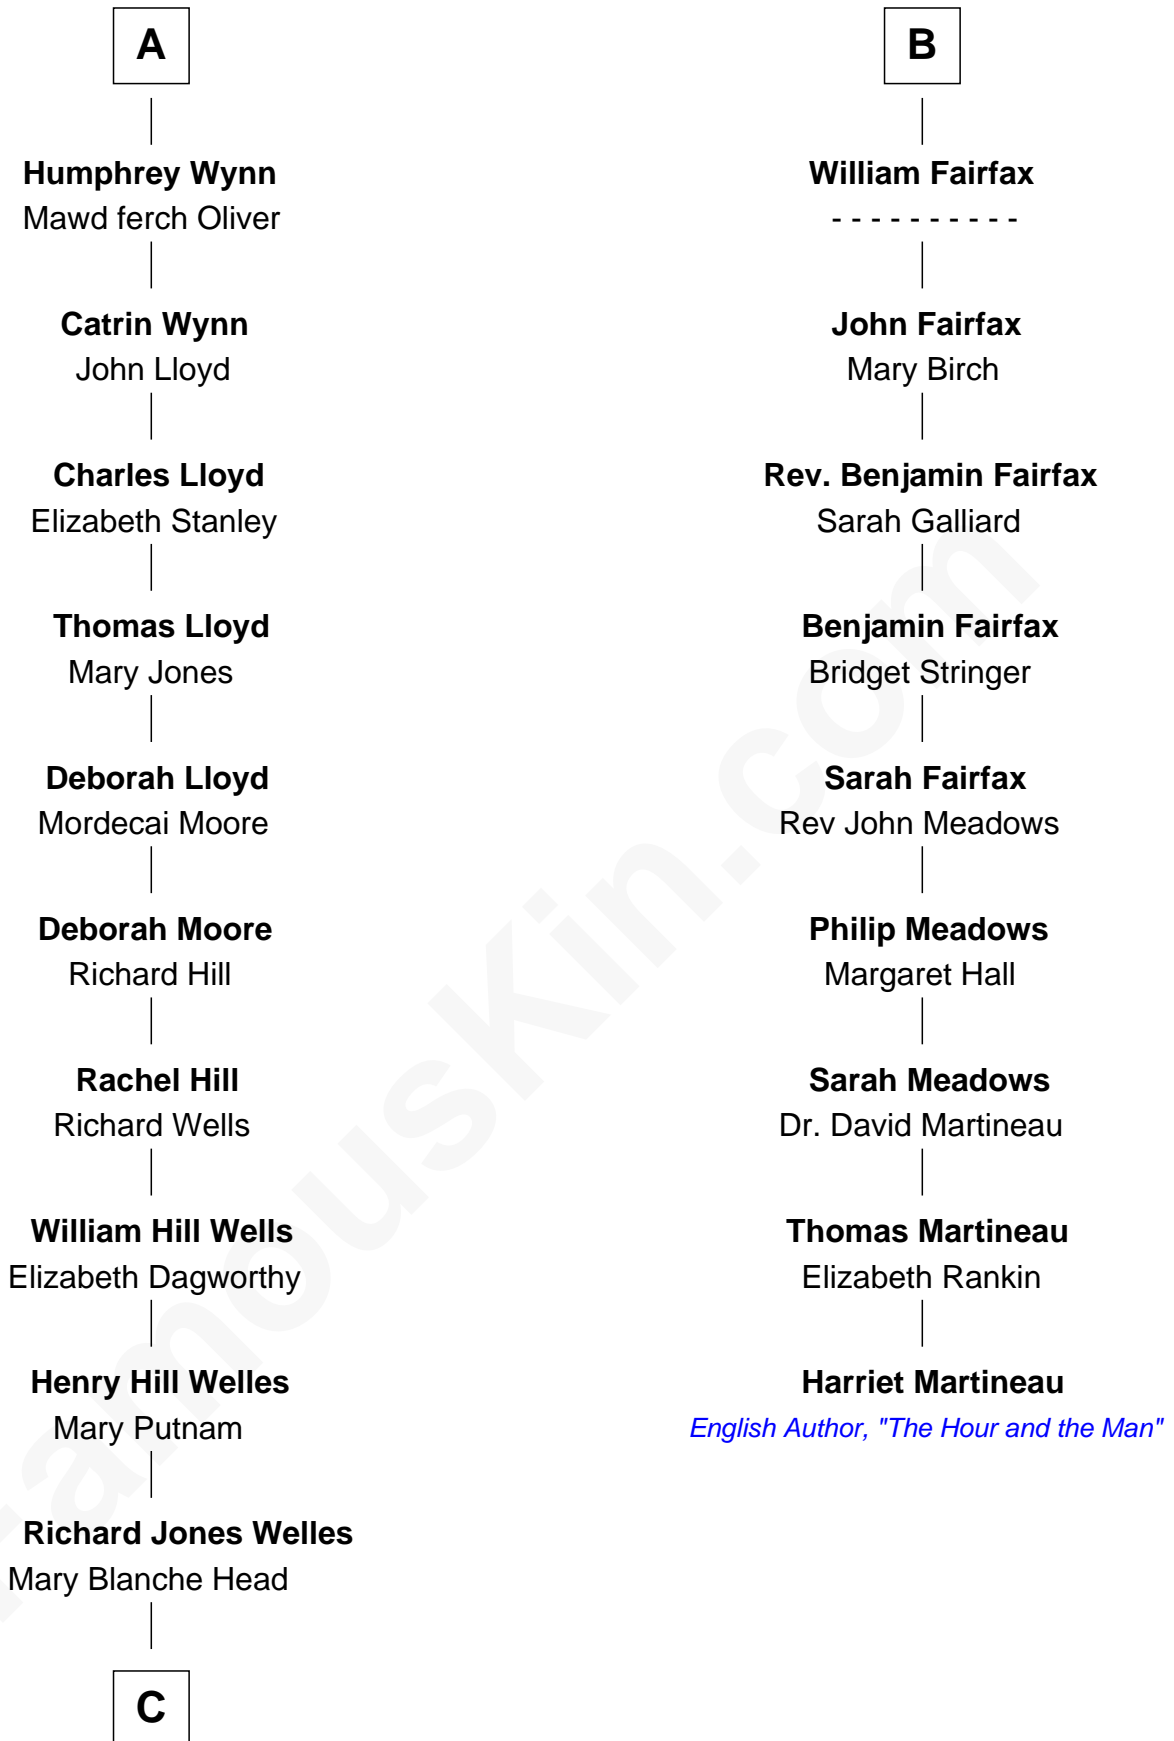 A
Humphrey Wynn
Mawd ferch Oliver
Catrin Wynn
John Lloyd
Charles Lloyd
Elizabeth Stanley
Thomas Lloyd
Mary Jones
Deborah Lloyd
Mordecai Moore
Deborah Moore
Richard Hill
Rachel Hill
Richard Wells
William Hill Wells
Elizabeth Dagworthy
Henry Hill Welles
Mary Putnam
Richard Jones Welles
Mary Blanche Head
C
B
William Fairfax
- - - - - - - - - -
John Fairfax
Mary Birch
Rev. Benjamin Fairfax
Sarah Galliard
Benjamin Fairfax
Bridget Stringer
Sarah Fairfax
Rev John Meadows
Philip Meadows
Margaret Hall
Sarah Meadows
Dr. David Martineau
Thomas Martineau
Elizabeth Rankin
Harriet Martineau
English Author, "The Hour and the Man"
FamousKin.com